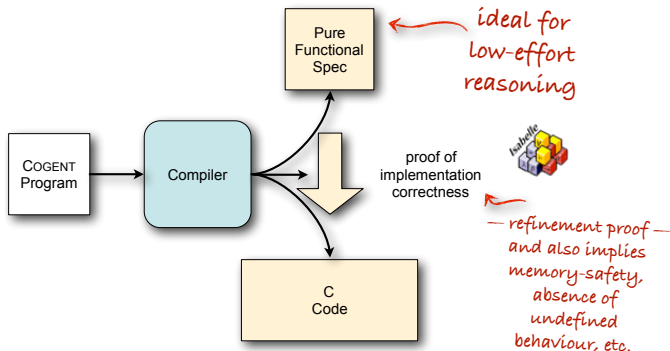 Pure
Functional
Spec
ideal for
low-effort
reasoning
COGENT
Program
Compiler
proof of
implementation
correctness
Isabelle
— refinement proof —
and also implies
memory-safety,
absence of
undefined
behaviour, etc.
C
Code